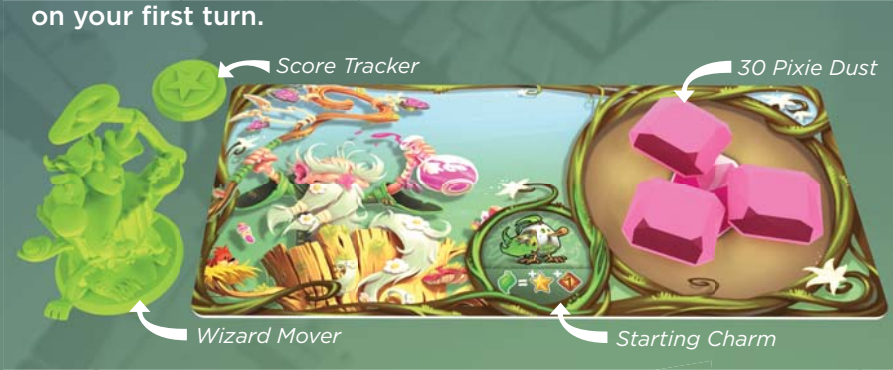 on your first turn.
Score Tracker
30 Pixie Dust
Wizard Mover
Starting Charm